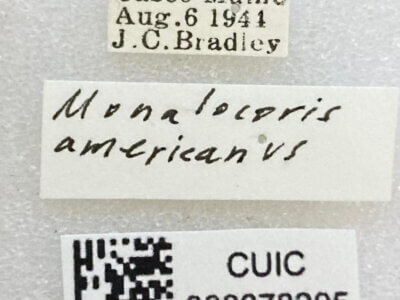 Aug.6 1941
J.C.Bradley
Monalocoris
americanus
CUIC